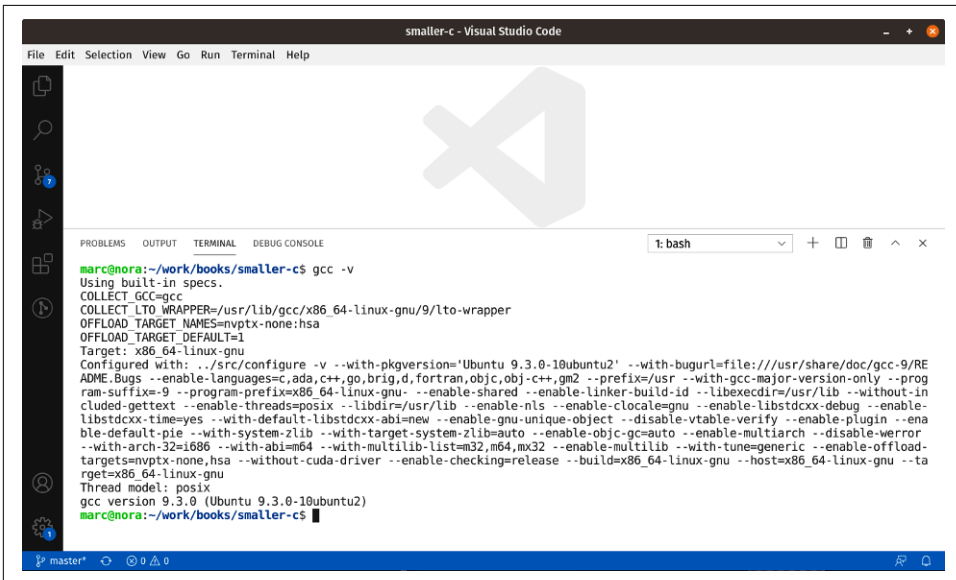 smaller-c - Visual Studio Code
File Edit Selection View Go Run Terminal Help
7
PROBLEMS OUTPUT TERMINAL DEBUG CONSOLE 1: bash
marc@nora:~/work/books/smaller-c$ gcc -v
Using built-in specs.
COLLECT_GCC=gcc
COLLECT_LTO_WRAPPER=/usr/lib/gcc/x86_64-linux-gnu/9/lto-wrapper
OFFLOAD_TARGET_NAMES=nvptx-none:hsa
OFFLOAD_TARGET_DEFAULT=1
Target: x86_64-linux-gnu
Configured with: ../src/configure -v --with-pkgversion='Ubuntu 9.3.0-10ubuntu2' --with-bugurl=file:///usr/share/doc/gcc-9/RE
ADME.Bugs --enable-languages=c,ada,c++,go,brig,d,fortran,objc,obj-c++,gm2 --prefix=/usr --with-gcc-major-version-only --prog
ram-suffix=-9 --program-prefix=x86_64-linux-gnu- --enable-shared --enable-linker-build-id --libexecdir=/usr/lib --without-in
cluded-gettext --enable-threads=posix --libdir=/usr/lib --enable-nls --enable-clocale=gnu --enable-libstdcxx-debug --enable-
libstdcxx-time=yes --with-default-libstdcxx-abi=new --enable-gnu-unique-object --disable-vtable-verify --enable-plugin --ena
ble-default-pie --with-system-zlib --with-target-system-zlib=auto --enable-objc-gc=auto --enable-multiarch --disable-werror
--with-arch-32=i686 --with-abi=m64 --with-multilib-list=m32,m64,mx32 --enable-multilib --with-tune=generic --enable-offload-
targets=nvptx-none,hsa --without-cuda-driver --enable-checking=release --build=x86_64-linux-gnu --host=x86_64-linux-gnu --ta
rget=x86_64-linux-gnu
Thread model: posix
gcc version 9.3.0 (Ubuntu 9.3.0-10ubuntu2)
marc@nora:~/work/books/smaller-c$
1
master* 0 0